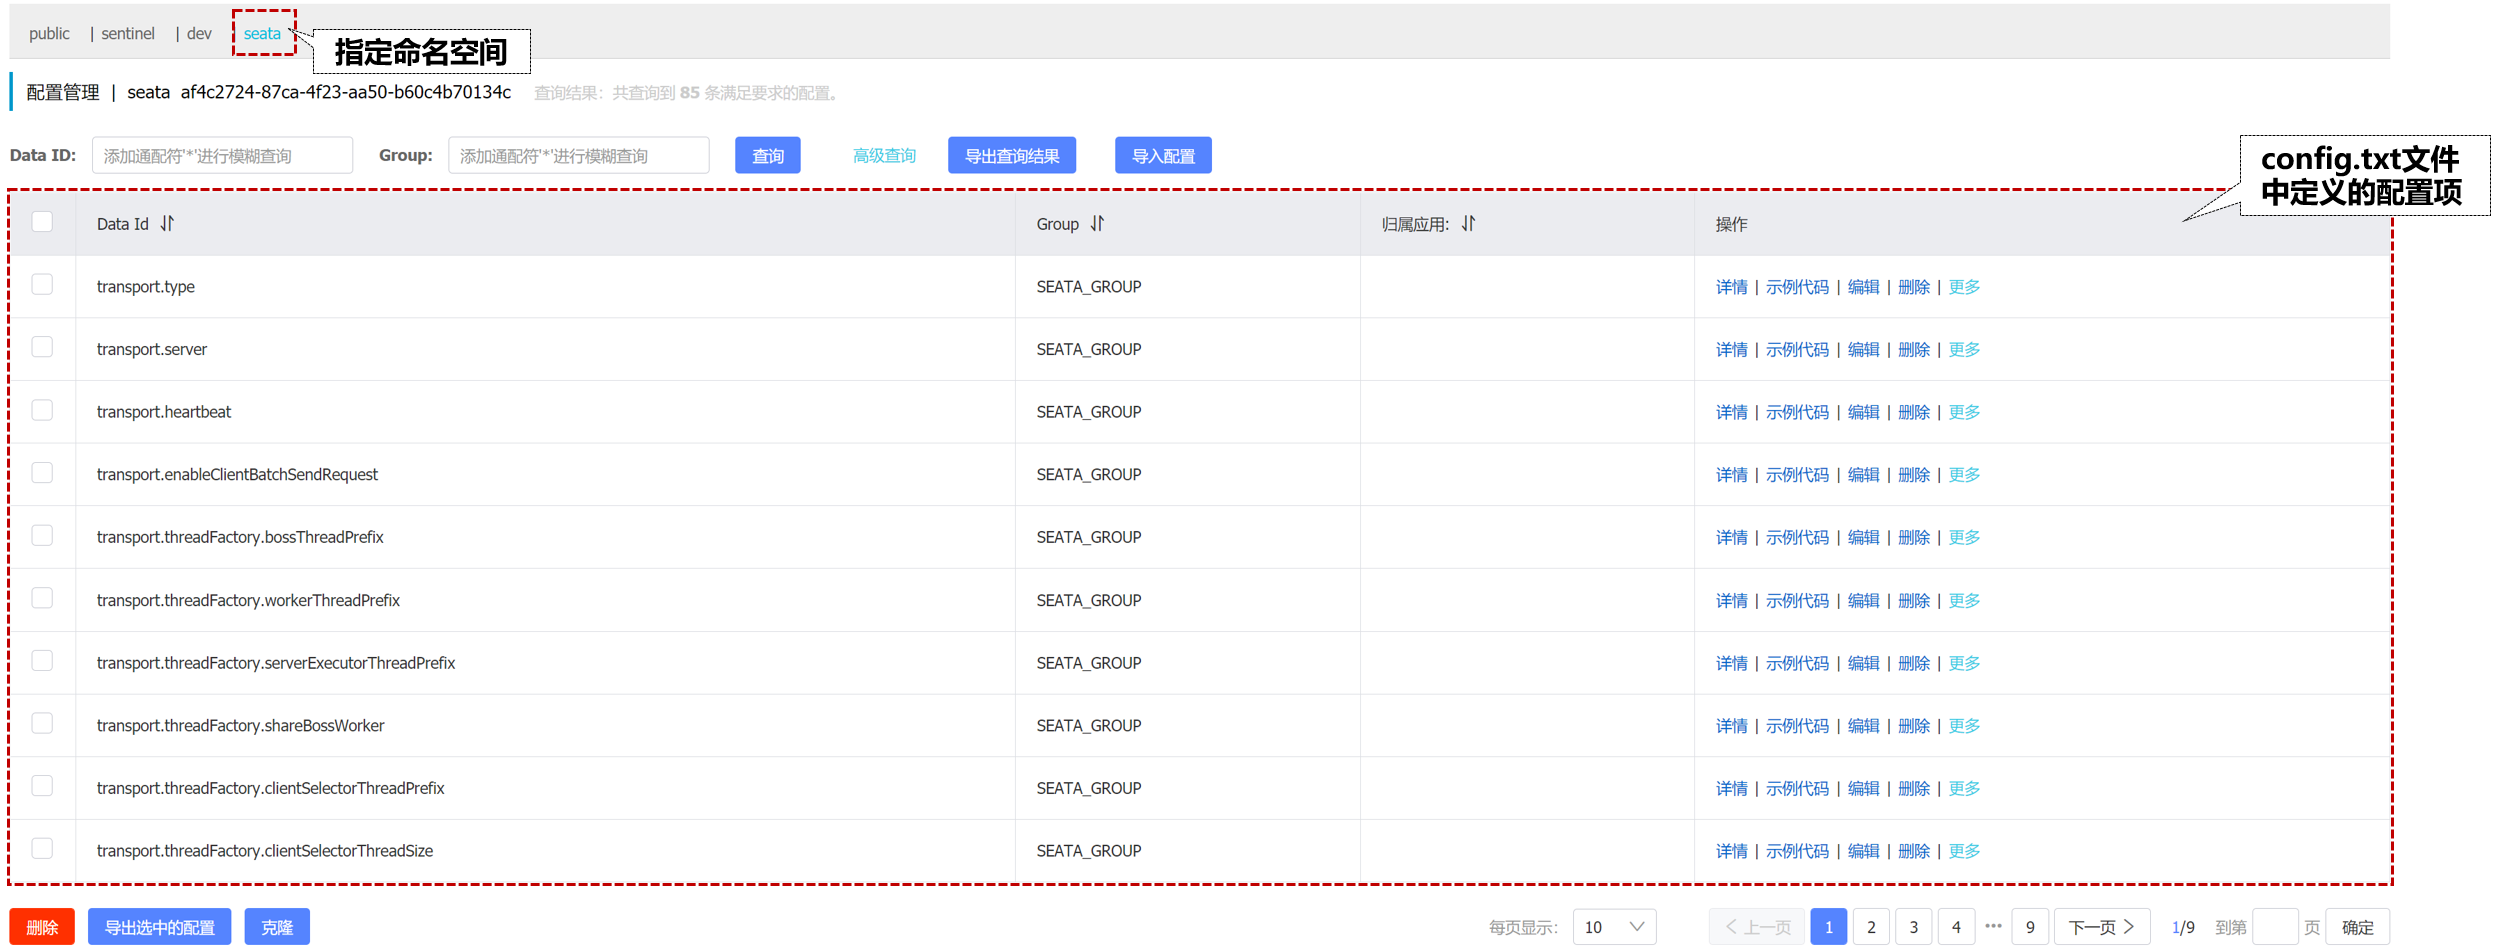 public | sentinel | dev seata
指定命名空间
配置管理 | seata af4c2724-87ca-4f23-aa50-b60c4b70134c 查询结果：共查询到 85 条满足要求的配置。
Data ID: 添加通配符'*'进行模糊查询 Group: 添加通配符'*'进行模糊查询 查询 高级查询 导出查询结果 导入配置
config.txt文件
中定义的配置项
Data Id Group 归属应用: 操作
transport.type SEATA_GROUP 详情 | 示例代码 | 编辑 | 删除 | 更多
transport.server SEATA_GROUP 详情 | 示例代码 | 编辑 | 删除 | 更多
transport.heartbeat SEATA_GROUP 详情 | 示例代码 | 编辑 | 删除 | 更多
transport.enableClientBatchSendRequest SEATA_GROUP 详情 | 示例代码 | 编辑 | 删除 | 更多
transport.threadFactory.bossThreadPrefix SEATA_GROUP 详情 | 示例代码 | 编辑 | 删除 | 更多
transport.threadFactory.workerThreadPrefix SEATA_GROUP 详情 | 示例代码 | 编辑 | 删除 | 更多
transport.threadFactory.serverExecutorThreadPrefix SEATA_GROUP 详情 | 示例代码 | 编辑 | 删除 | 更多
transport.threadFactory.shareBossWorker SEATA_GROUP 详情 | 示例代码 | 编辑 | 删除 | 更多
transport.threadFactory.clientSelectorThreadPrefix SEATA_GROUP 详情 | 示例代码 | 编辑 | 删除 | 更多
transport.threadFactory.clientSelectorThreadSize SEATA_GROUP 详情 | 示例代码 | 编辑 | 删除 | 更多
删除 导出选中的配置 克隆 每页显示: 10 上一页 1 2 3 4 ••• 9 下一页 1/9 到第 页 确定